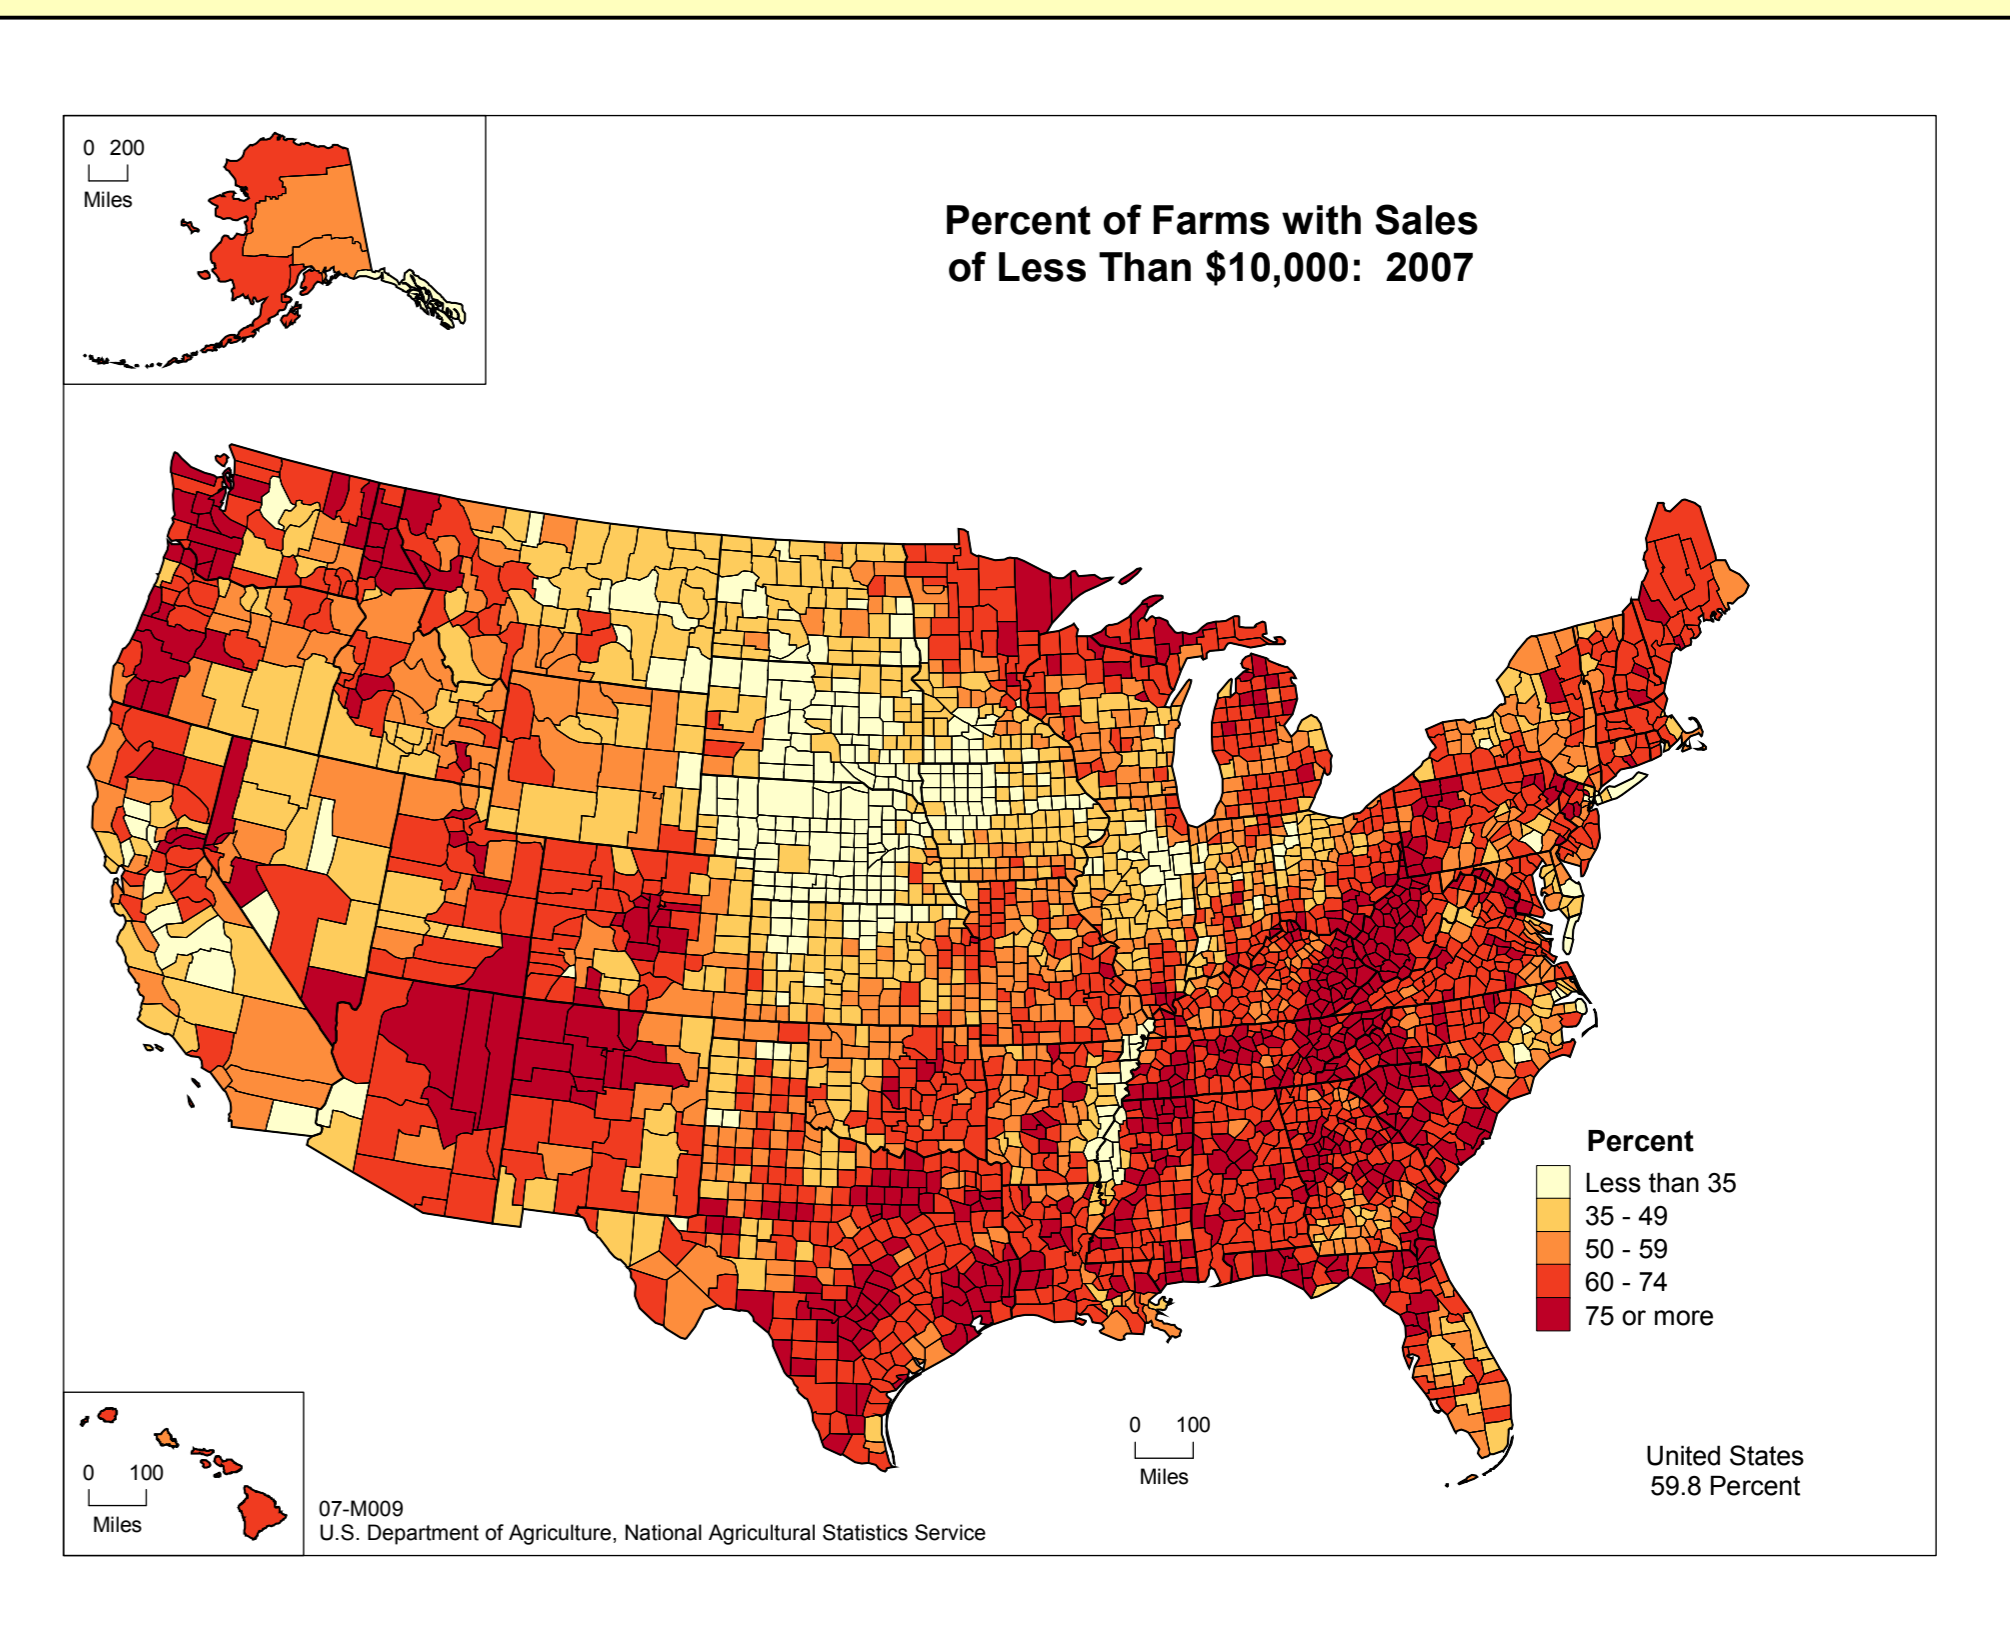 0 200
Miles
Percent of Farms with Sales
of Less Than $10,000: 2007
Percent
Less than 35
35 - 49
50 - 59
60 - 74
75 or more
0 100
Miles
United States
59.8 Percent
0 100
Miles
07-M009
U.S. Department of Agriculture, National Agricultural Statistics Service